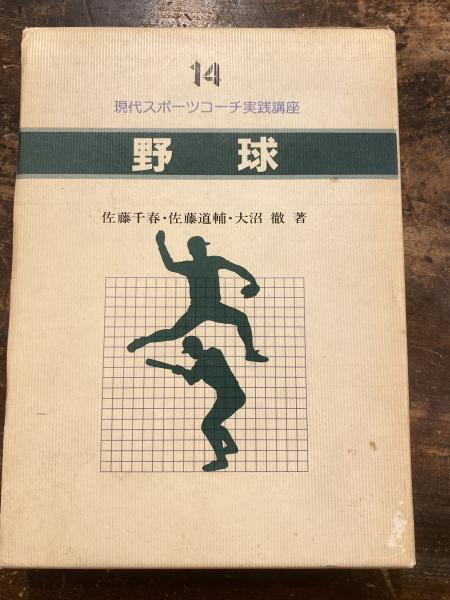 14
現代スポーツコーチ実践講座
野球
佐藤千春・佐藤道輔・大沼 徹 著